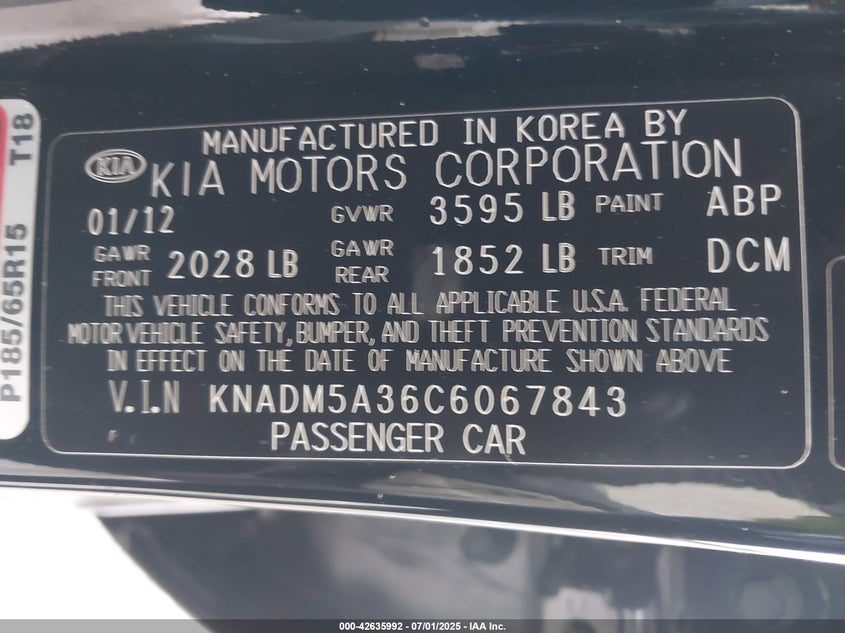 MANUFACTURED IN KOREA BY
KIA KIA MOTORS CORPORATION
01/12 GVWR 3595 LB PAINT ABP
GAWR FRONT 2028 LB GAWR REAR 1852 LB TRIM DCM
THIS VEHICLE CONFORMS TO ALL APPLICABLE U.S.A. FEDERAL
MOTOR VEHICLE SAFETY, BUMPER, AND THEFT PREVENTION STANDARDS
IN EFFECT ON THE DATE OF MANUFACTURE SHOWN ABOVE
V.I.N KNADM5A36C6067843
F PASSENGER CAR
P185/65R15 T18
000-42635992 - 07/01/2025 - IAA Inc.